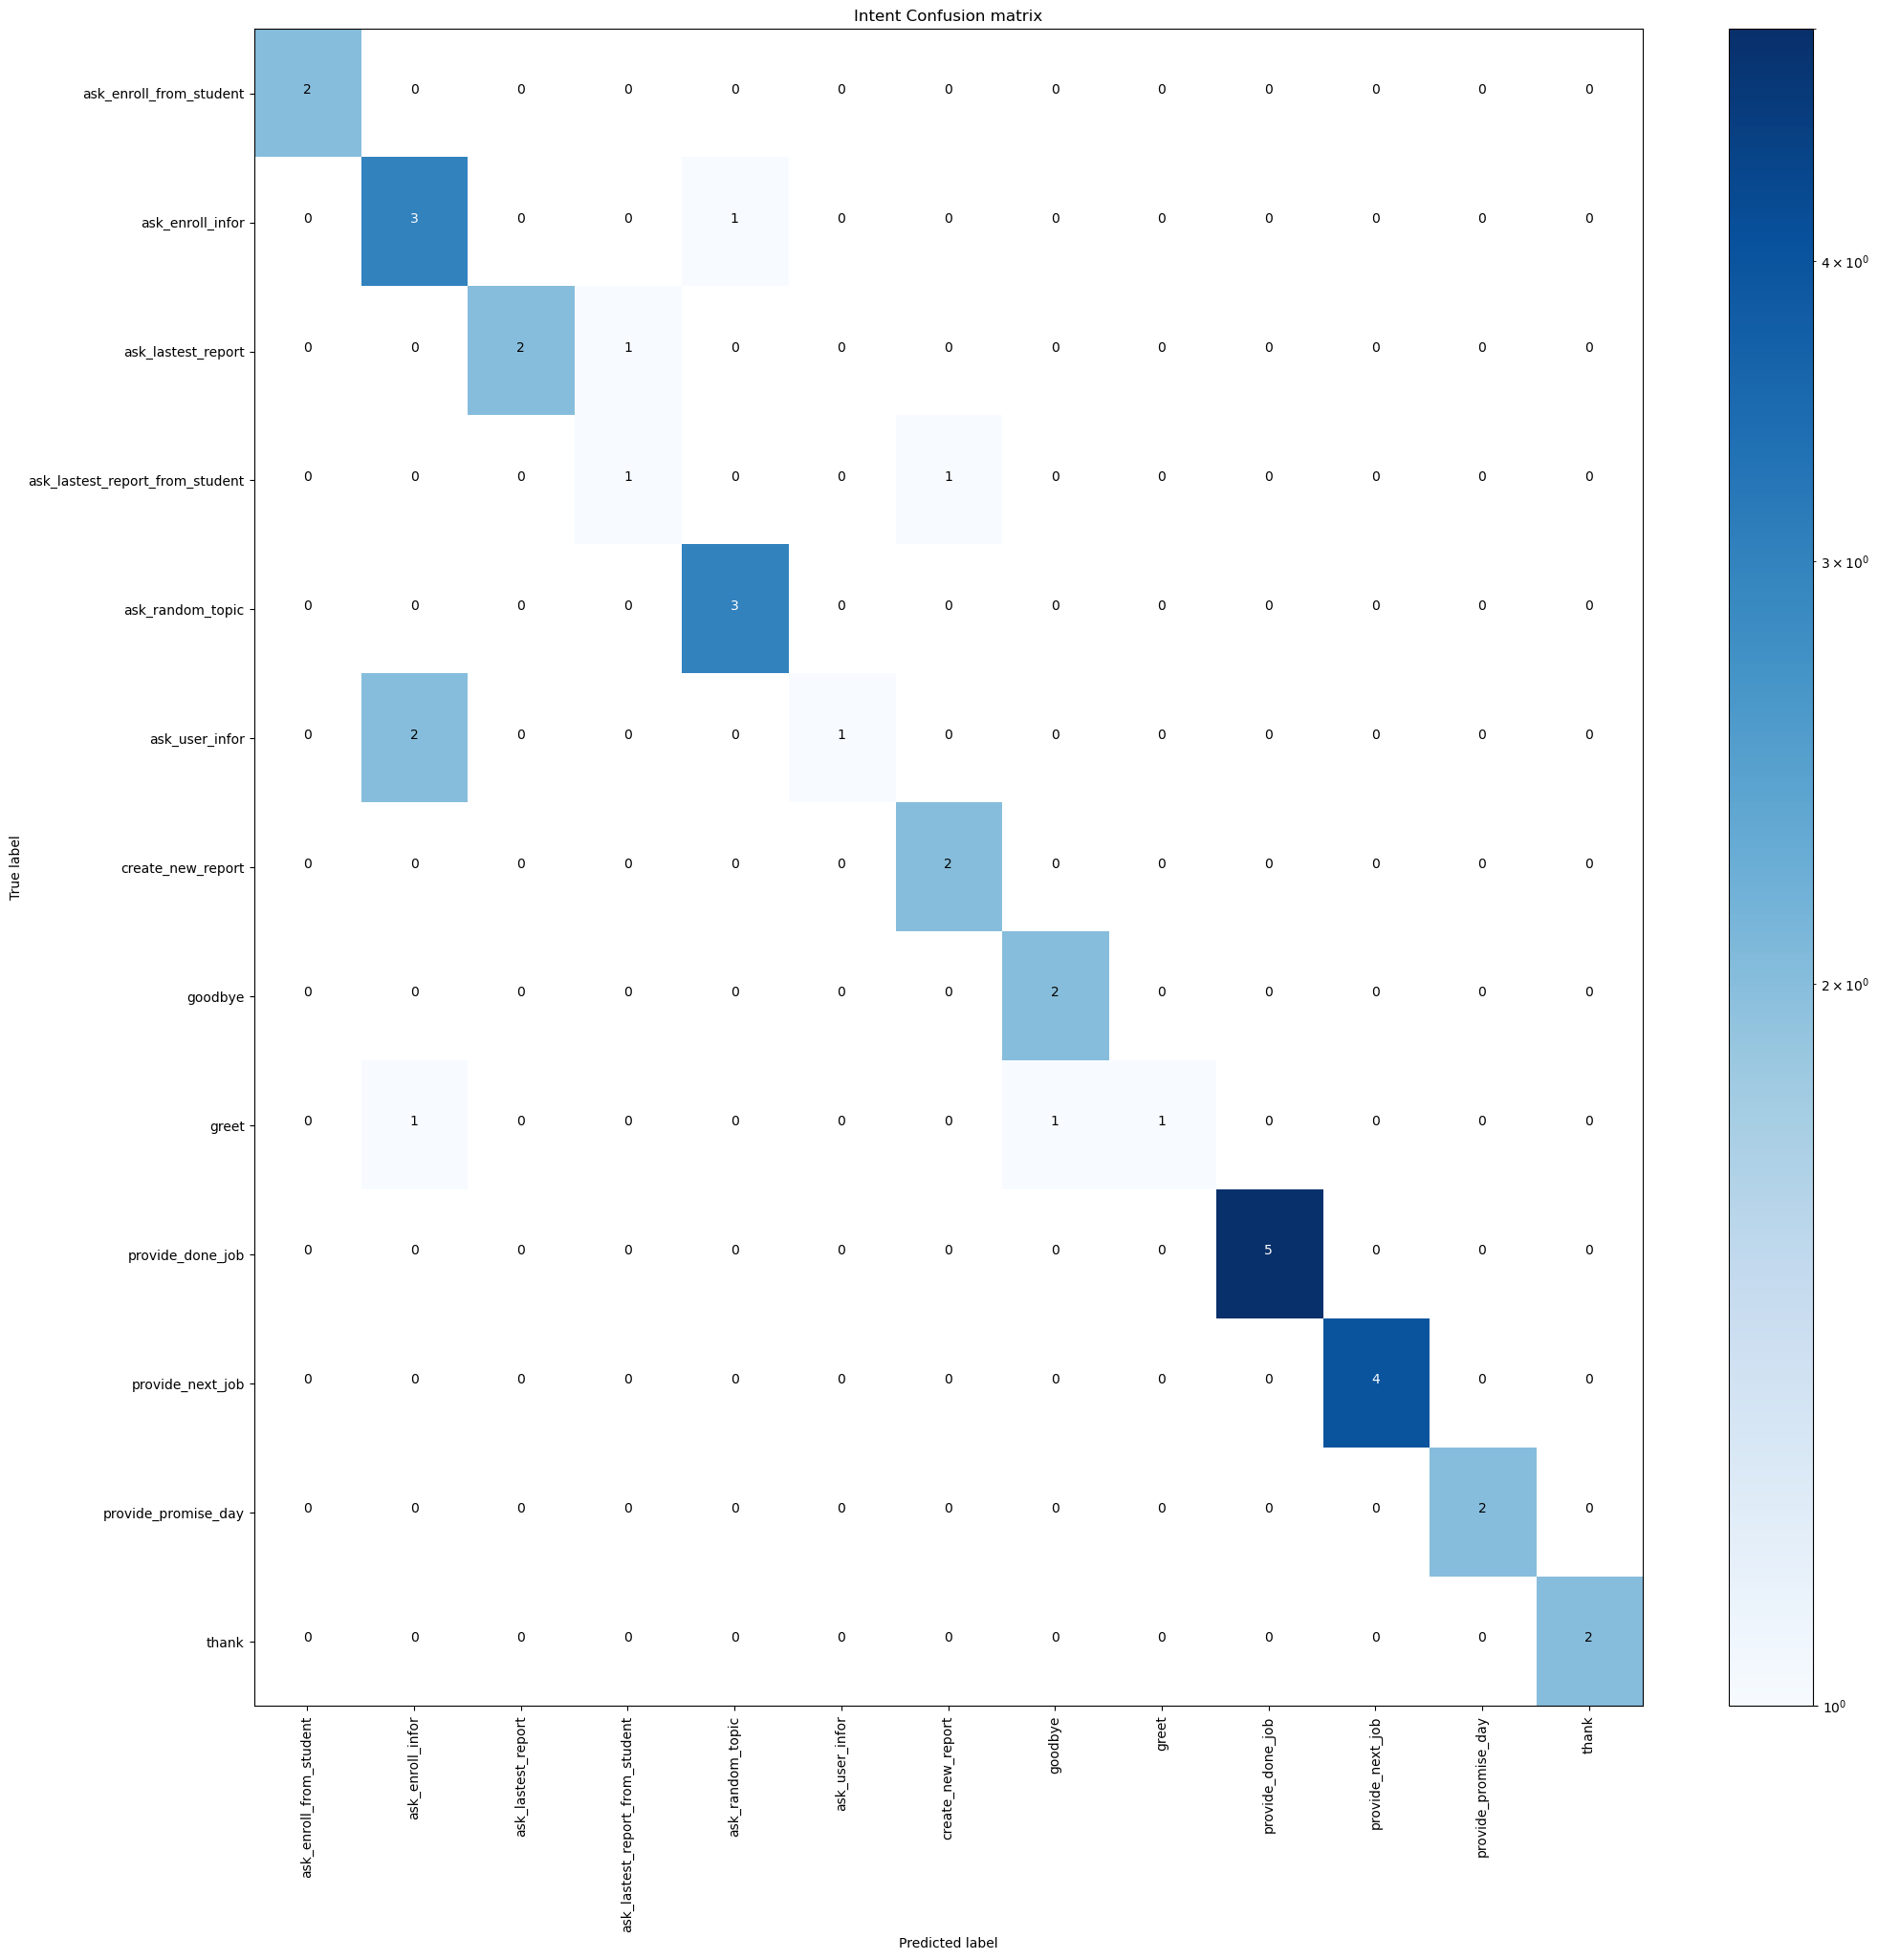 Intent Confusion matrix
ask_enroll_from_student 2 0 0 0 0 0 0 0 0 0 0 0 0
ask_enroll_infor 0 3 0 0 1 0 0 0 0 0 0 0 0
4 × 10⁰
ask_lastest_report 0 0 2 1 0 0 0 0 0 0 0 0 0
ask_lastest_report_from_student 0 0 0 1 0 0 1 0 0 0 0 0 0
3 × 10⁰
ask_random_topic 0 0 0 0 3 0 0 0 0 0 0 0 0
ask_user_infor 0 2 0 0 0 1 0 0 0 0 0 0 0
True label
create_new_report 0 0 0 0 0 0 2 0 0 0 0 0 0
goodbye 0 0 0 0 0 0 0 2 0 0 0 0 0
2 × 10⁰
greet 0 1 0 0 0 0 0 1 1 0 0 0 0
provide_done_job 0 0 0 0 0 0 0 0 0 5 0 0 0
provide_next_job 0 0 0 0 0 0 0 0 0 0 4 0 0
provide_promise_day 0 0 0 0 0 0 0 0 0 0 0 2 0
thank 0 0 0 0 0 0 0 0 0 0 0 0 2
10⁰
ask_enroll_from_student
ask_enroll_infor
ask_lastest_report
ask_lastest_report_from_student
ask_random_topic
ask_user_infor
create_new_report
goodbye
greet
provide_done_job
provide_next_job
provide_promise_day
thank
Predicted label